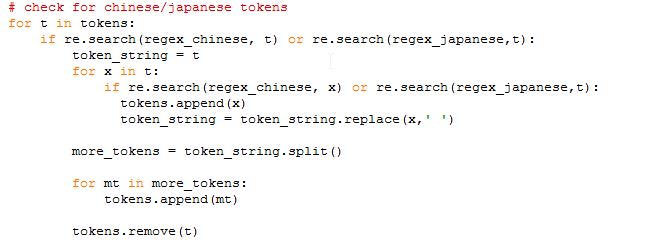 # check for chinese/japanese tokens
for t in tokens:
    if re.search(regex_chinese, t) or re.search(regex_japanese,t):
        token_string = t
        for x in t:
            if re.search(regex_chinese, x) or re.search(regex_japanese,t):
              tokens.append(x)
              token_string = token_string.replace(x,' ')

        more_tokens = token_string.split()

        for mt in more_tokens:
            tokens.append(mt)

        tokens.remove(t)